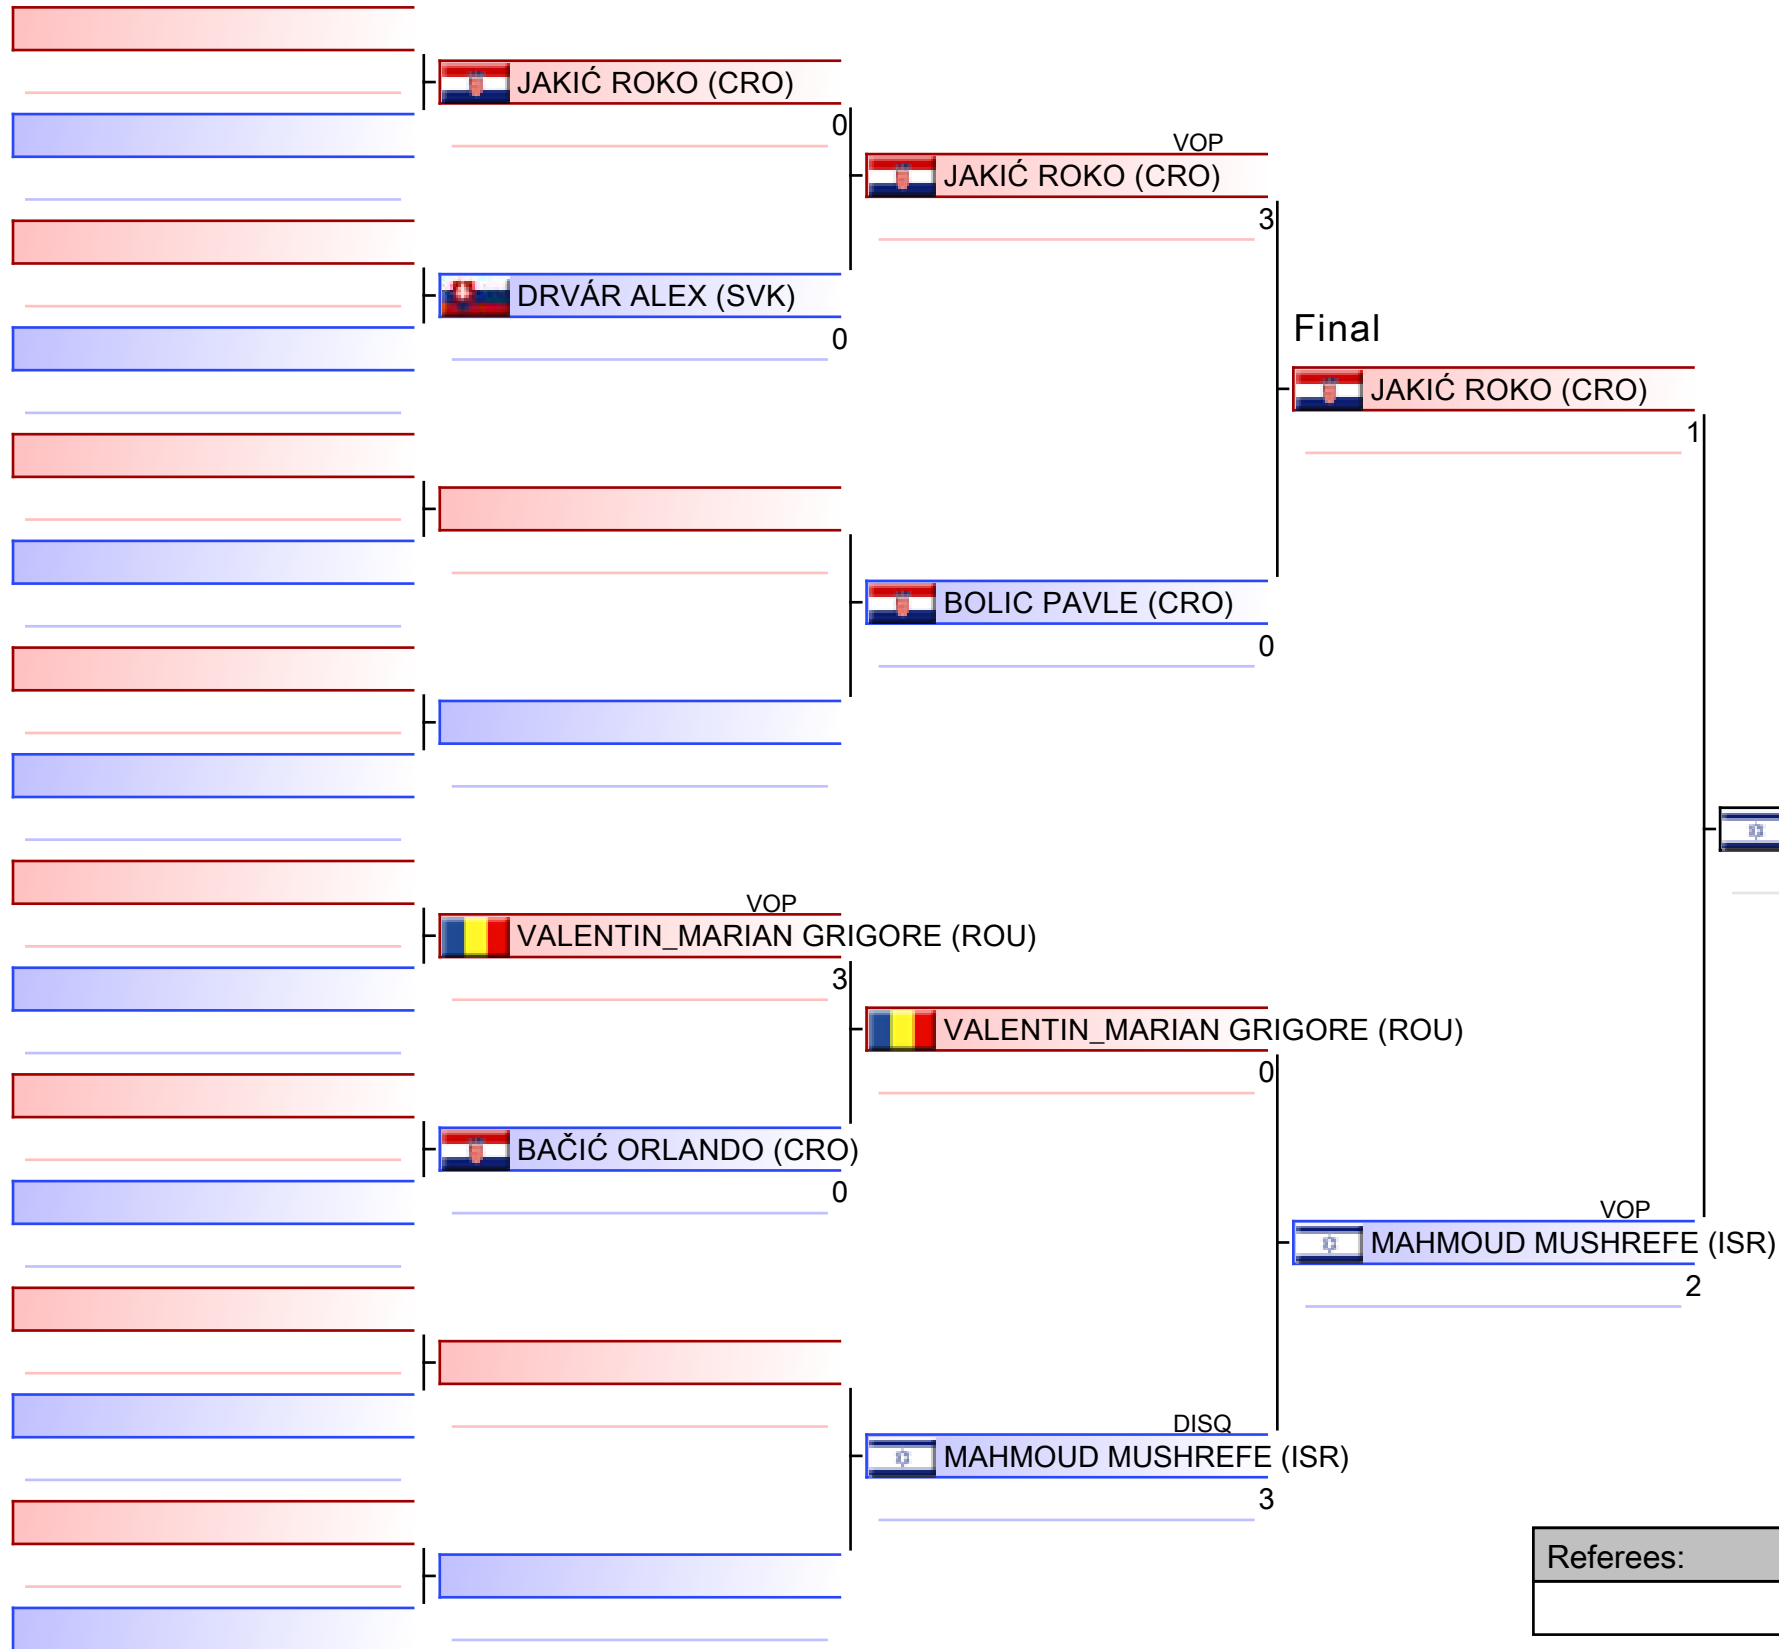 JAKIĆ ROKO (CRO)
0
DRVÁR ALEX (SVK)
0
VOP
VALENTIN_MARIAN GRIGORE (ROU)
3
BAČIĆ ORLANDO (CRO)
0
VOP
JAKIĆ ROKO (CRO)
3
BOLIC PAVLE (CRO)
0
VALENTIN_MARIAN GRIGORE (ROU)
0
DISQ
MAHMOUD MUSHREFE (ISR)
3
Final
JAKIĆ ROKO (CRO)
1
VOP
MAHMOUD MUSHREFE (ISR)
2
Referees: